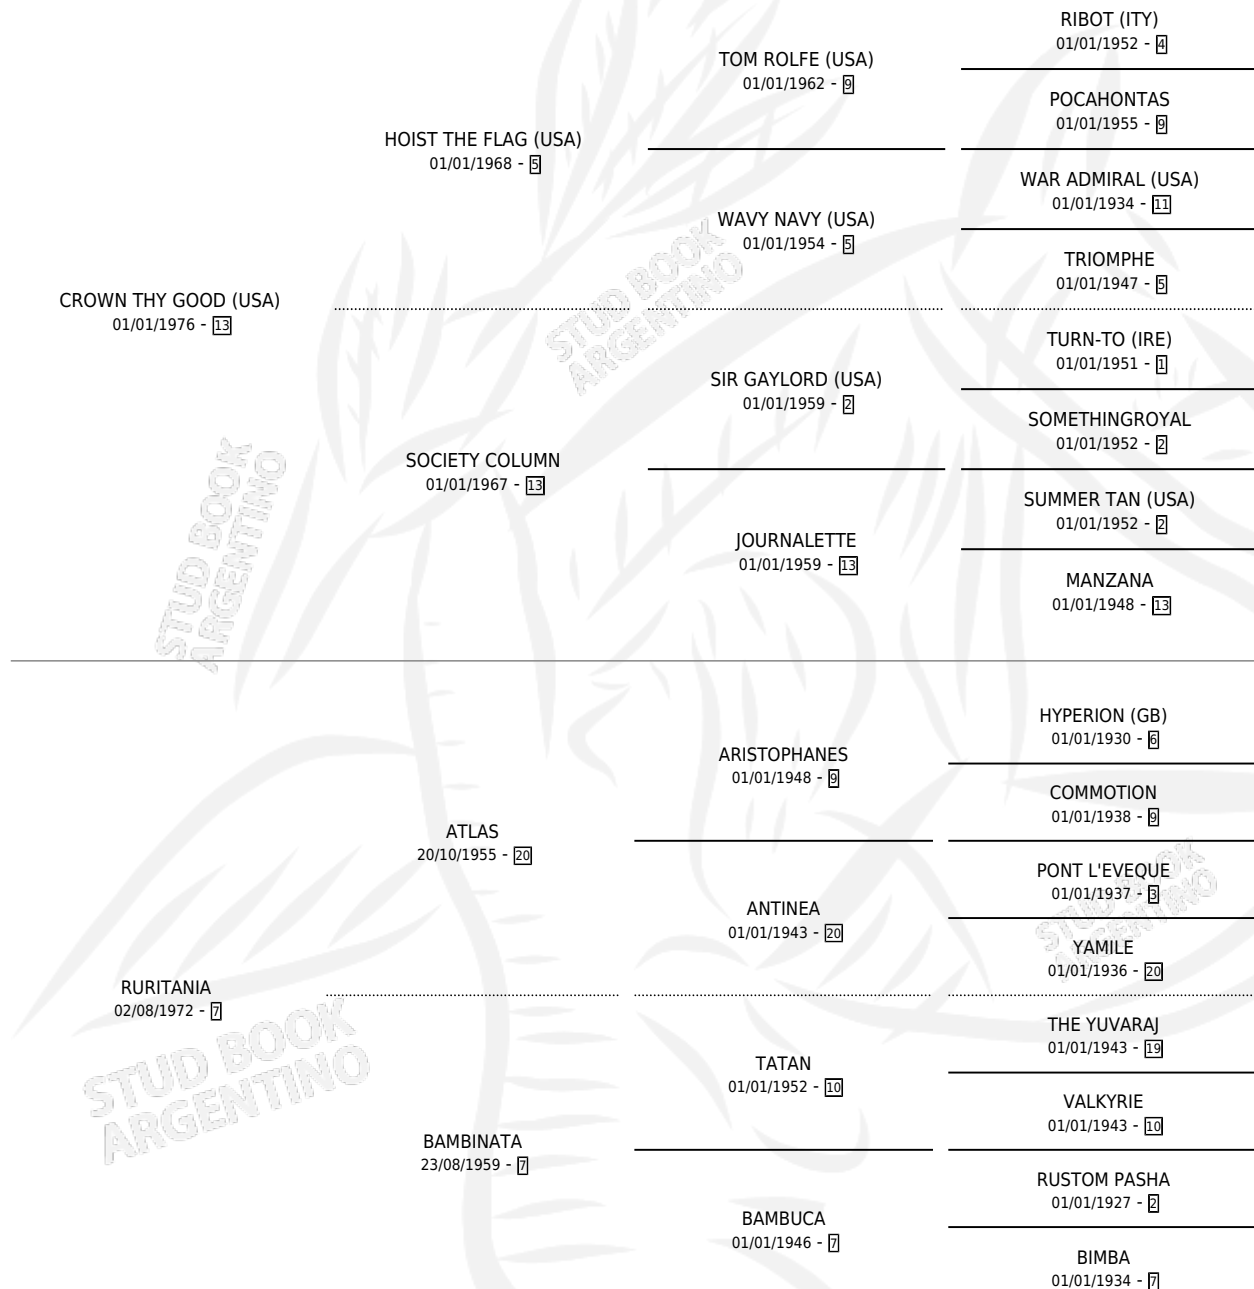 RIBOT (ITY)
01/01/1952 - 4
TOM ROLFE (USA)
01/01/1962 - 9
POCAHONTAS
01/01/1955 - 9
HOIST THE FLAG (USA)
01/01/1968 - 5
WAR ADMIRAL (USA)
01/01/1934 - 11
WAVY NAVY (USA)
01/01/1954 - 5
TRIOMPHE
01/01/1947 - 5
CROWN THY GOOD (USA)
01/01/1976 - 13
TURN-TO (IRE)
01/01/1951 - 1
SIR GAYLORD (USA)
01/01/1959 - 2
SOMETHINGROYAL
01/01/1952 - 2
SOCIETY COLUMN
01/01/1967 - 13
SUMMER TAN (USA)
01/01/1952 - 2
JOURNALETTE
01/01/1959 - 13
MANZANA
01/01/1948 - 13
HYPERION (GB)
01/01/1930 - 6
ARISTOPHANES
01/01/1948 - 9
COMMOTION
01/01/1938 - 9
ATLAS
20/10/1955 - 20
PONT L'EVEQUE
01/01/1937 - 3
ANTINEA
01/01/1943 - 20
YAMILE
01/01/1936 - 20
RURITANIA
02/08/1972 - 7
THE YUVARAJ
01/01/1943 - 19
TATAN
01/01/1952 - 10
VALKYRIE
01/01/1943 - 10
BAMBINATA
23/08/1959 - 7
RUSTOM PASHA
01/01/1927 - 2
BAMBUCA
01/01/1946 - 7
BIMBA
01/01/1934 - 7
STUD BOOK
ARGENTINO
STUD BOOK
ARGENTINO
STUD BOOK
ARGENTINO
STUD BOOK
ARGENTINO